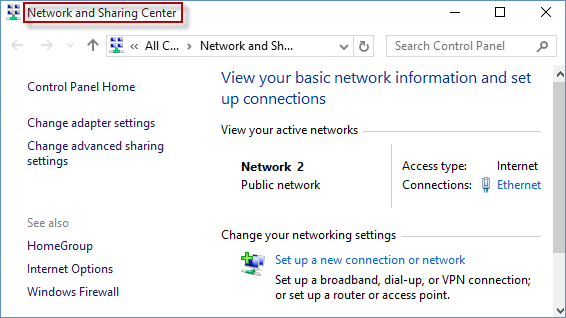 Network and Sharing Center
« All C... › Network and Sh...
Search Control Panel
Control Panel Home
Change adapter settings
Change advanced sharing
settings
See also
HomeGroup
Internet Options
Windows Firewall
View your basic network information and set
up connections
View your active networks
Network 2
Public network
Access type: Internet
Connections: Ethernet
Change your networking settings
Set up a new connection or network
Set up a broadband, dial-up, or VPN connection;
or set up a router or access point.